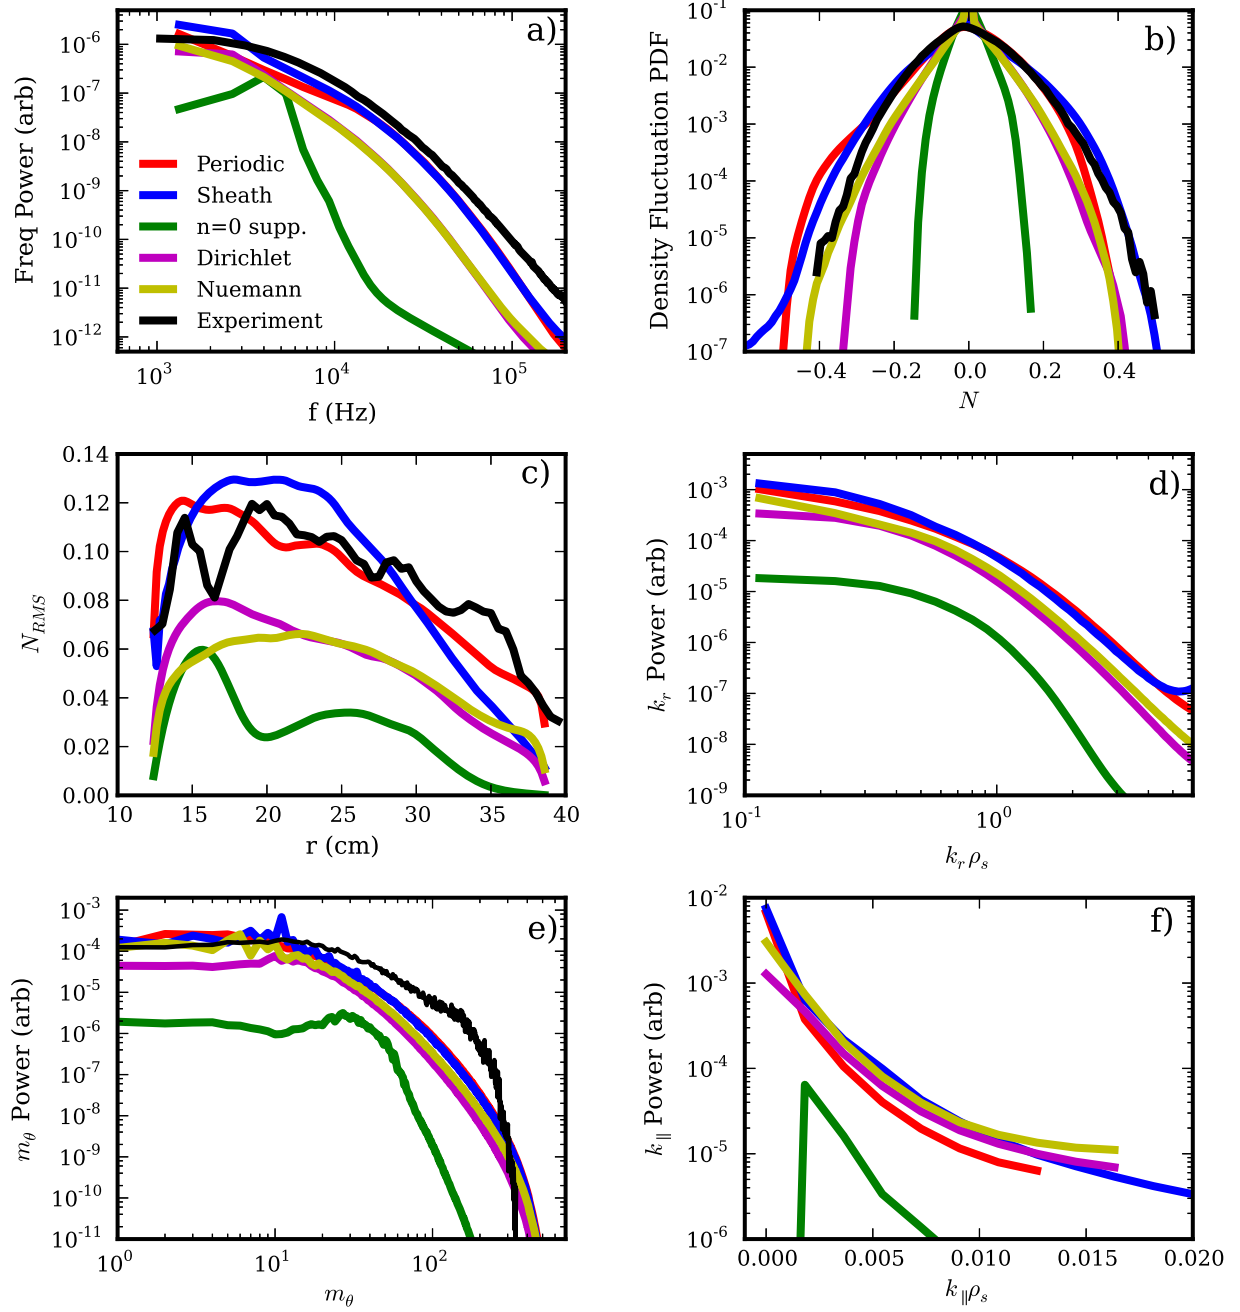 a)
10^-6
10^-7
10^-8
10^-9
10^-10
10^-11
10^-12
Freq Power (arb)
Periodic
Sheath
n=0 supp.
Dirichlet
Nuemann
Experiment
10^3
10^4
10^5
f (Hz)
b)
10^-1
10^-2
10^-3
10^-4
10^-5
10^-6
10^-7
Density Fluctuation PDF
−0.4
−0.2
0.0
0.2
0.4
N
c)
0.14
0.12
0.10
0.08
0.06
0.04
0.02
0.00
N_RMS
10
15
20
25
30
35
40
r (cm)
d)
10^-3
10^-4
10^-5
10^-6
10^-7
10^-8
10^-9
k_r Power (arb)
10^-1
10^0
k_r ρ_s
e)
10^-3
10^-4
10^-5
10^-6
10^-7
10^-8
10^-9
10^-10
10^-11
m_θ Power (arb)
10^0
10^1
10^2
m_θ
f)
10^-2
10^-3
10^-4
10^-5
10^-6
k_∥ Power (arb)
0.000
0.005
0.010
0.015
0.020
k_∥ρ_s